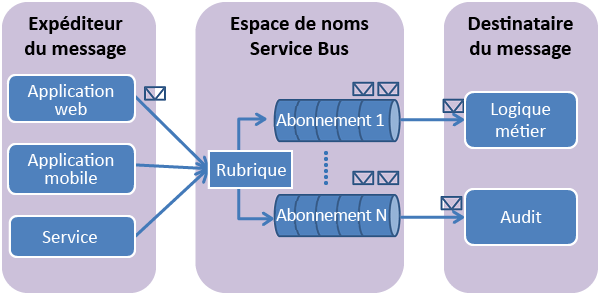 Expéditeur
du message
Espace de noms
Service Bus
Destinataire
du message
Application
web
Application
mobile
Service
Rubrique
Abonnement 1
Abonnement N
Logique
métier
Audit